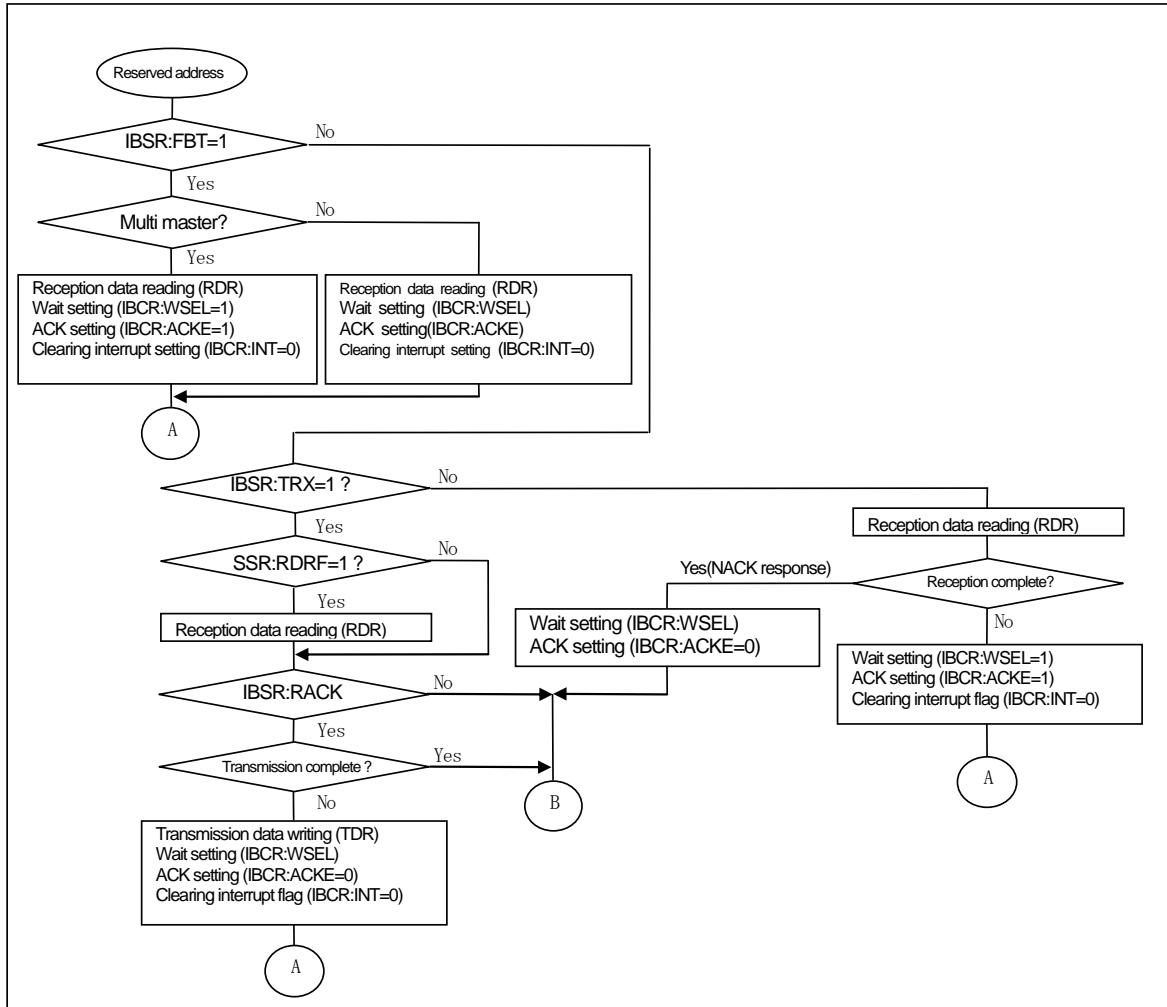 Reserved address
IBSR:FBT=1
No
Yes
Multi master?
No
Yes
Reception data reading (RDR)
Wait setting (IBCR:WSEL=1)
ACK setting (IBCR:ACKE=1)
Clearing interrupt setting (IBCR:INT=0)
Reception data reading (RDR)
Wait setting (IBCR:WSEL)
ACK setting(IBCR:ACKE)
Clearing interrupt setting (IBCR:INT=0)
A
IBSR:TRX=1 ?
No
Yes
Reception data reading (RDR)
SSR:RDRF=1 ?
No
Yes
Yes(NACK response)
Reception complete?
No
Reception data reading (RDR)
Wait setting (IBCR:WSEL)
ACK setting (IBCR:ACKE=0)
Wait setting (IBCR:WSEL=1)
ACK setting (IBCR:ACKE=1)
Clearing interrupt flag (IBCR:INT=0)
IBSR:RACK
No
Yes
Transmission complete ?
Yes
No
A
B
Transmission data writing (TDR)
Wait setting (IBCR:WSEL)
ACK setting (IBCR:ACKE=0)
Clearing interrupt flag (IBCR:INT=0)
A